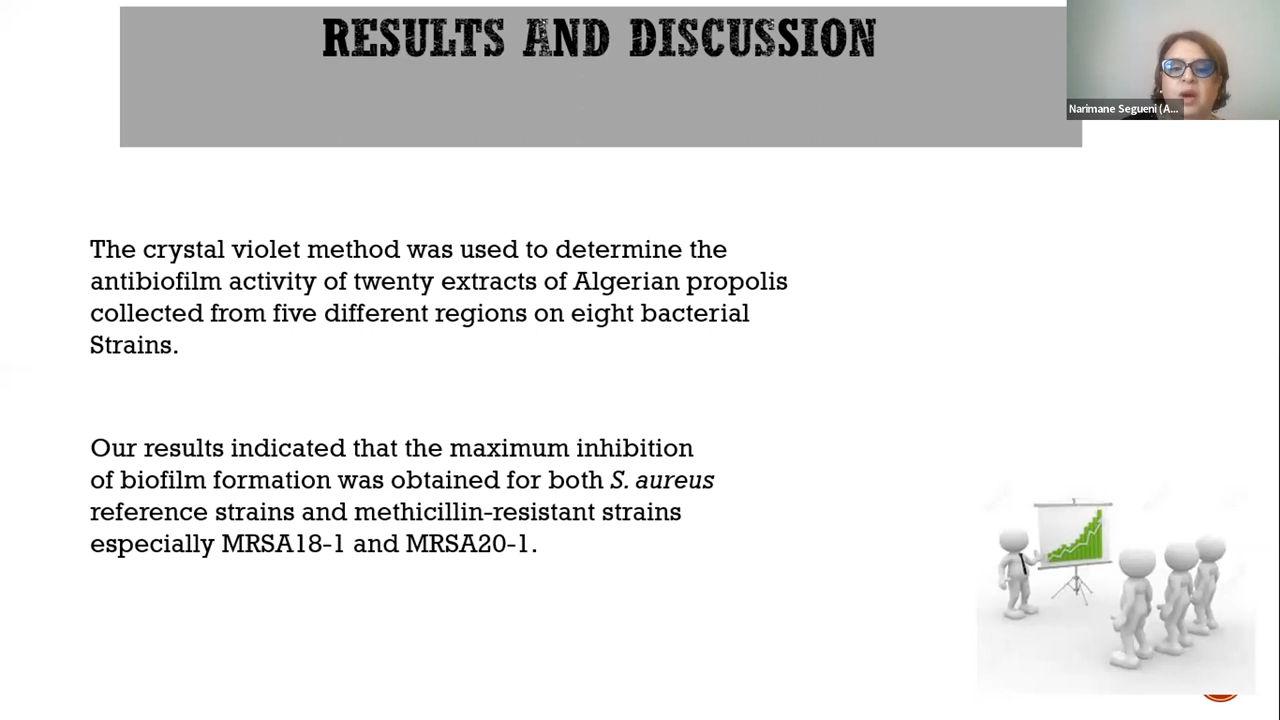 RESULTS AND DISCUSSION
Narimane Segueni (A...
The crystal violet method was used to determine the
antibiofilm activity of twenty extracts of Algerian propolis
collected from five different regions on eight bacterial
Strains.
Our results indicated that the maximum inhibition
of biofilm formation was obtained for both S. aureus
reference strains and methicillin-resistant strains
especially MRSA18-1 and MRSA20-1.